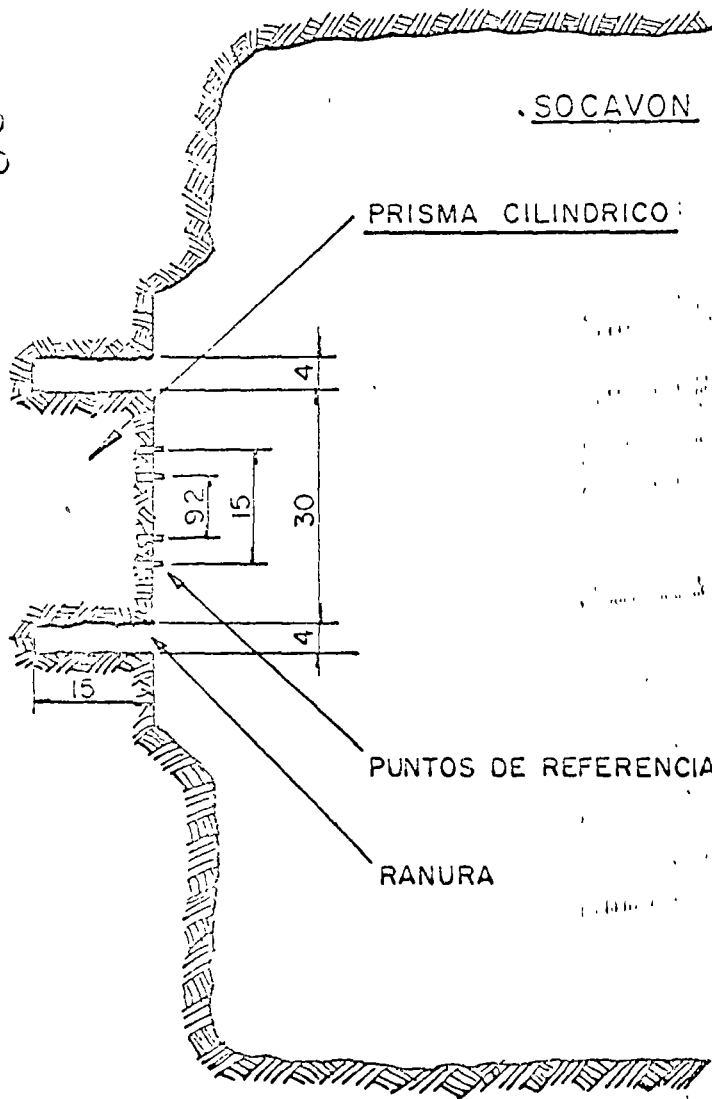 .SOCAVON
PRISMA CILINDRICO
4
92
15
30
4
15
PUNTOS DE REFERENCIA
RANURA